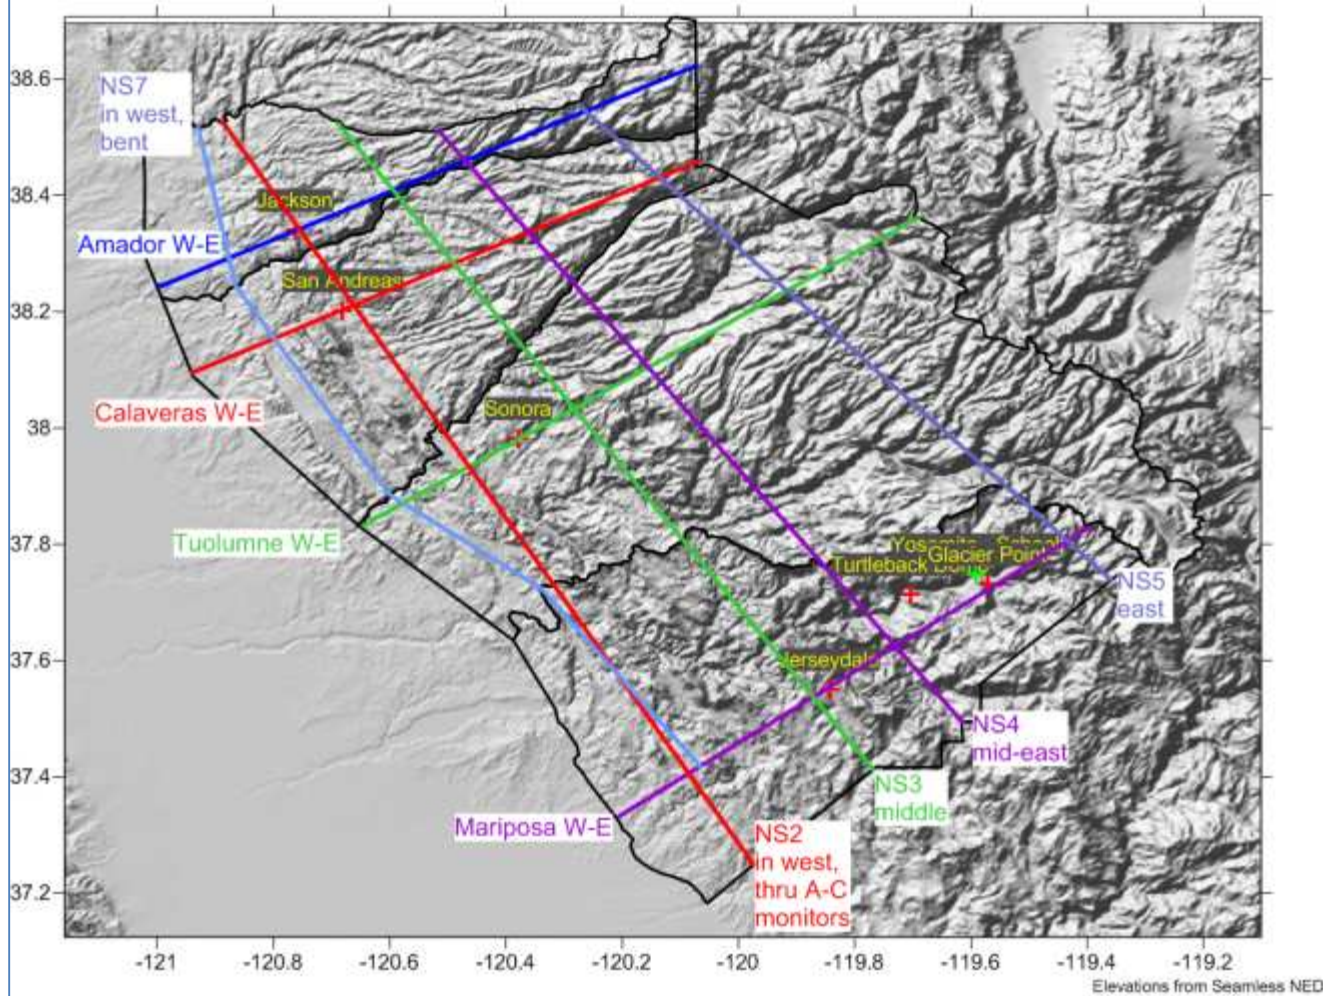 38.6
38.4
38.2
38
37.8
37.6
37.4
37.2
NS7
in west,
bent
Jackson
Amador W-E
San Andreas
Calaveras W-E
Sonora
Tuolumne W-E
Yosemite
Glacier Point
Turtleback
NS5
east
Jerseydale
NS4
mid-east
NS3
middle
Mariposa W-E
NS2
in west,
thru A-C
monitors
-121
-120.8
-120.6
-120.4
-120.2
-120
-119.8
-119.6
-119.4
-119.2
Elevations from Seamless NED